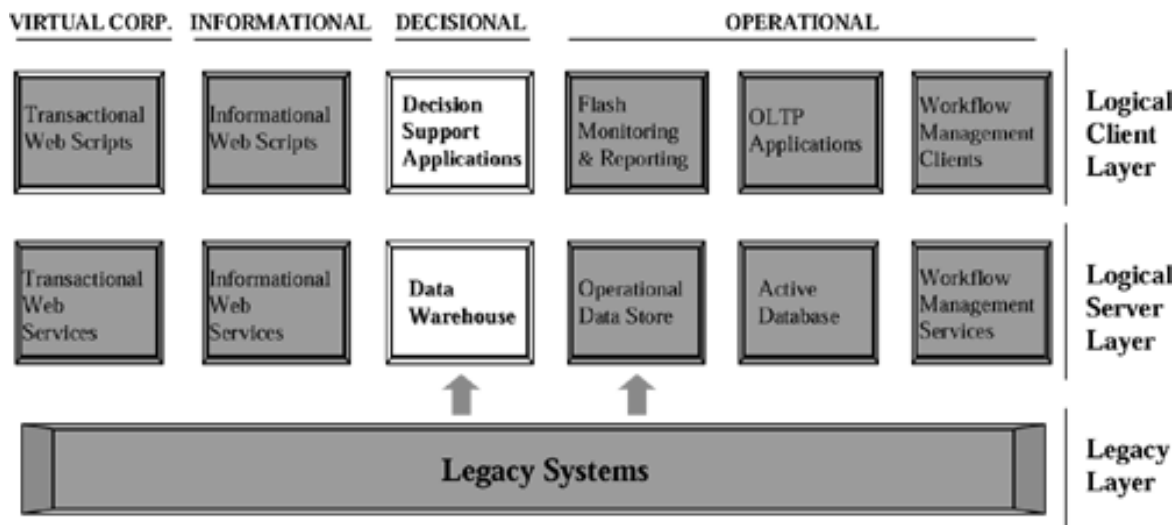 VIRTUAL CORP. INFORMATIONAL DECISIONAL OPERATIONAL
Transactional
Web Scripts
Informational
Web Scripts
Decision
Support
Applications
Flash
Monitoring
& Reporting
OLTP
Applications
Workflow
Management
Clients
Logical
Client
Layer
Transactional
Web
Services
Informational
Web
Services
Data
Warehouse
Operational
Data Store
Active
Database
Workflow
Management
Services
Logical
Server
Layer
Legacy Systems
Legacy
Layer